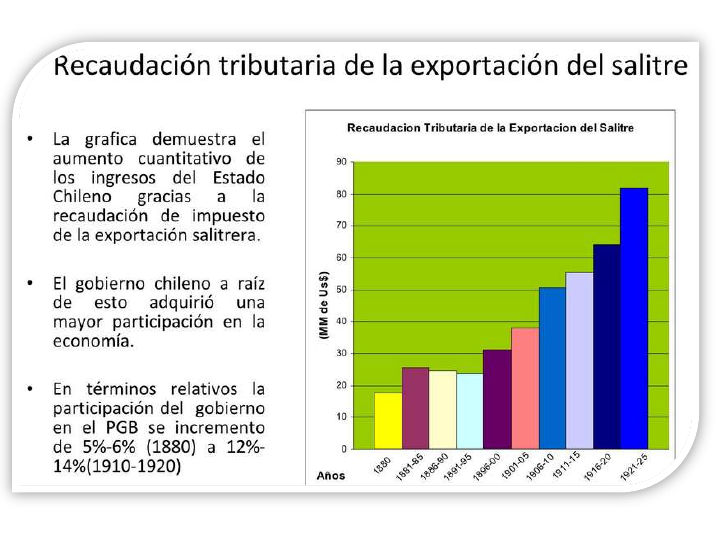 Recaudación tributaria de la exportación del salitre
• La grafica demuestra el
aumento cuantitativo de
los ingresos del Estado
Chileno gracias a la
recaudación de impuesto
de la exportación salitrera.
• El gobierno chileno a raíz
de esto adquirió una
mayor participación en la
economía.
• En términos relativos la
participación del gobierno
en el PGB se incremento
de 5%-6% (1880) a 12%-
14%(1910-1920)
Recaudacion Tributaria de la Exportacion del Salitre
(MM de Us$)
90
80
70
60
50
40
30
20
10
0
Años
1880
1881-85
1886-90
1891-95
1896-00
1901-05
1906-10
1911-15
1916-20
1921-25